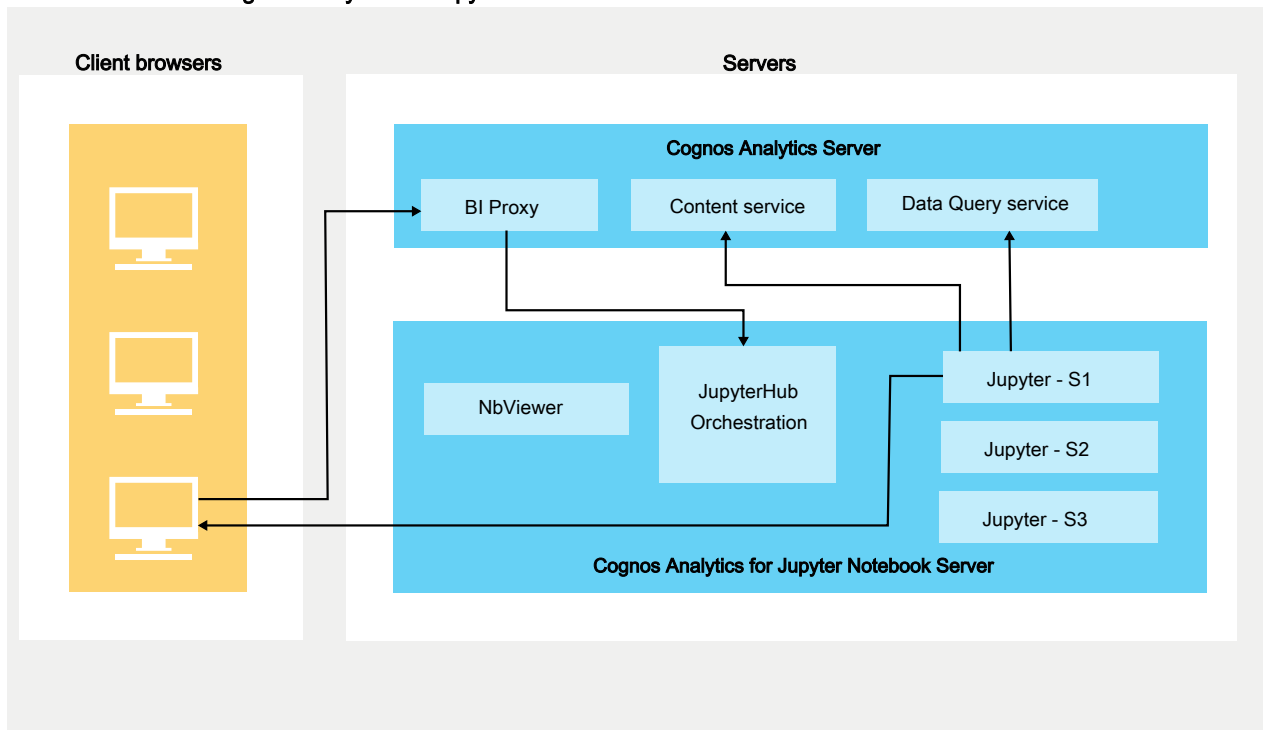 Client browsers
Servers
Cognos Analytics Server
BI Proxy
Content service
Data Query service
NbViewer
JupyterHub
Orchestration
Jupyter - S1
Jupyter - S2
Jupyter - S3
Cognos Analytics for Jupyter Notebook Server